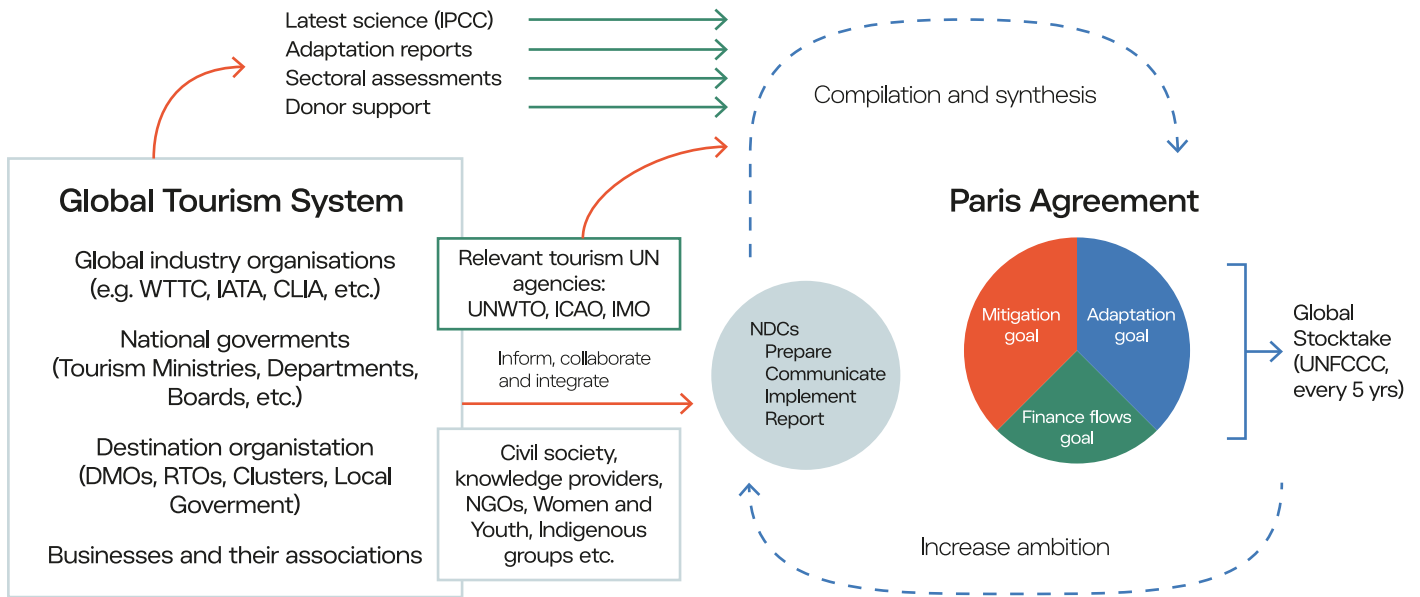 Latest science (IPCC)
Adaptation reports
Sectoral assessments
Donor support
Compilation and synthesis
Global Tourism System
Global industry organisations
(e.g. WTTC, IATA, CLIA, etc.)
National goverments
(Tourism Ministries, Departments,
Boards, etc.)
Destination organistation
(DMOs, RTOs, Clusters, Local
Goverment)
Businesses and their associations
Relevant tourism UN
agencies:
UNWTO, ICAO, IMO
Inform, collaborate
and integrate
Civil society,
knowledge providers,
NGOs, Women and
Youth, Indigenous
groups etc.
NDCs
Prepare
Communicate
Implement
Report
Paris Agreement
Mitigation
goal
Adaptation
goal
Finance flows
goal
Global
Stocktake
(UNFCCC,
every 5 yrs)
Increase ambition